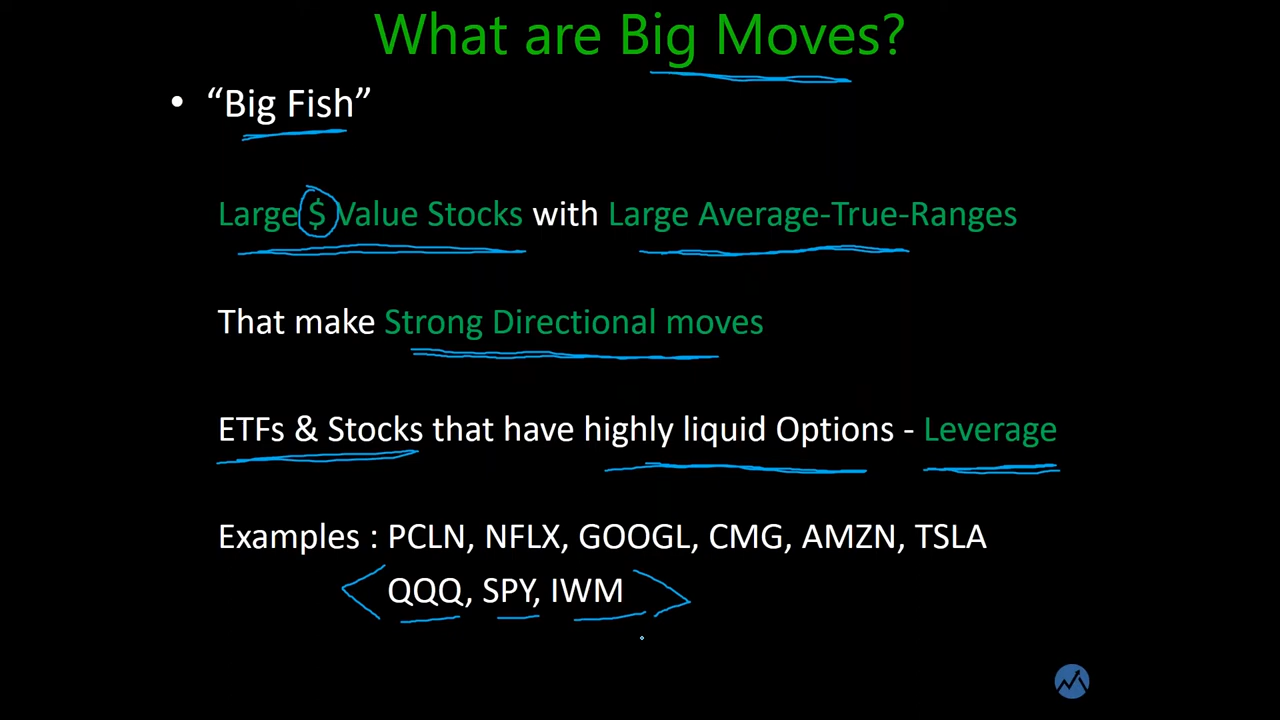 What are Big Moves?
• “Big Fish”
Large $ Value Stocks with Large Average-True-Ranges
That make Strong Directional moves
ETFs & Stocks that have highly liquid Options - Leverage
Examples : PCLN, NFLX, GOOGL, CMG, AMZN, TSLA
QQQ, SPY, IWM